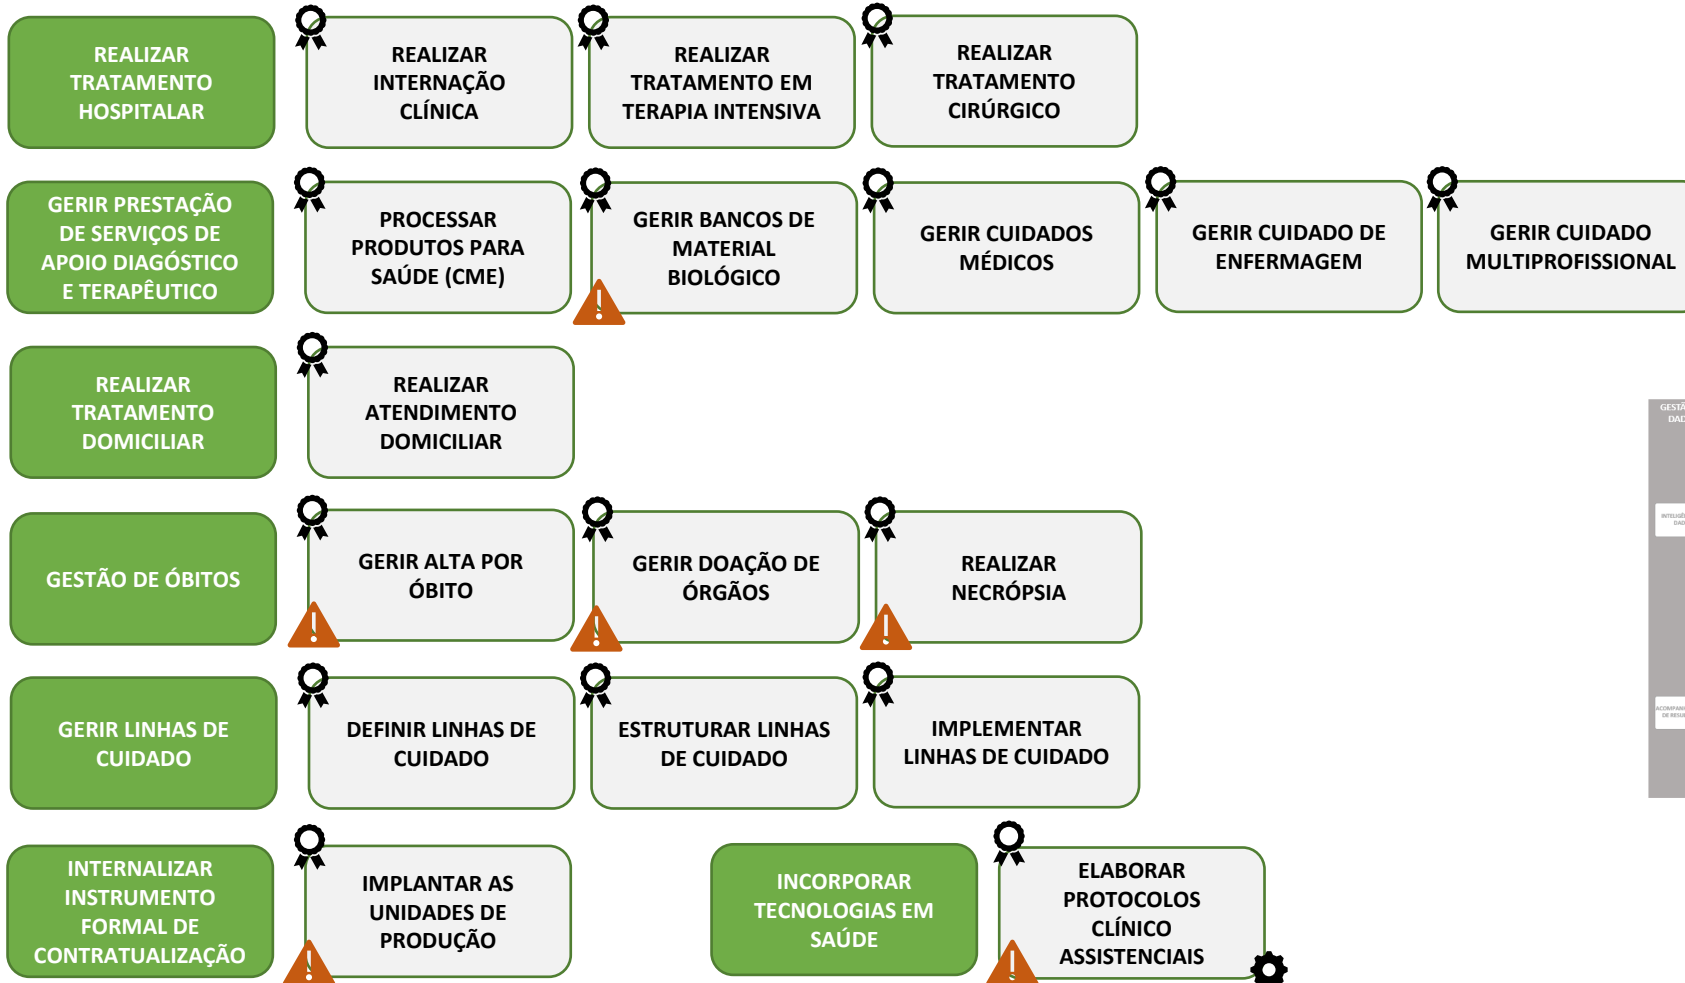 REALIZAR
TRATAMENTO
HOSPITALAR
REALIZAR
INTERNAÇÃO
CLÍNICA
REALIZAR
TRATAMENTO EM
TERAPIA INTENSIVA
REALIZAR
TRATAMENTO
CIRÚRGICO
GERIR PRESTAÇÃO
DE SERVIÇOS DE
APOIO DIAGÓSTICO
E TERAPÊUTICO
PROCESSAR
PRODUTOS PARA
SAÚDE (CME)
GERIR BANCOS DE
MATERIAL
BIOLÓGICO
GERIR CUIDADOS
MÉDICOS
GERIR CUIDADO DE
ENFERMAGEM
GERIR CUIDADO
MULTIPROFISSIONAL
REALIZAR
TRATAMENTO
DOMICILIAR
REALIZAR
ATENDIMENTO
DOMICILIAR
GESTÃO DE ÓBITOS
GERIR ALTA POR
ÓBITO
GERIR DOAÇÃO DE
ÓRGÃOS
REALIZAR
NECRÓPSIA
GERIR LINHAS DE
CUIDADO
DEFINIR LINHAS DE
CUIDADO
ESTRUTURAR LINHAS
DE CUIDADO
IMPLEMENTAR
LINHAS DE CUIDADO
INTERNALIZAR
INSTRUMENTO
FORMAL DE
CONTRATUALIZAÇÃO
IMPLANTAR AS
UNIDADES DE
PRODUÇÃO
INCORPORAR
TECNOLOGIAS EM
SAÚDE
ELABORAR
PROTOCOLOS
CLÍNICO
ASSISTENCIAIS